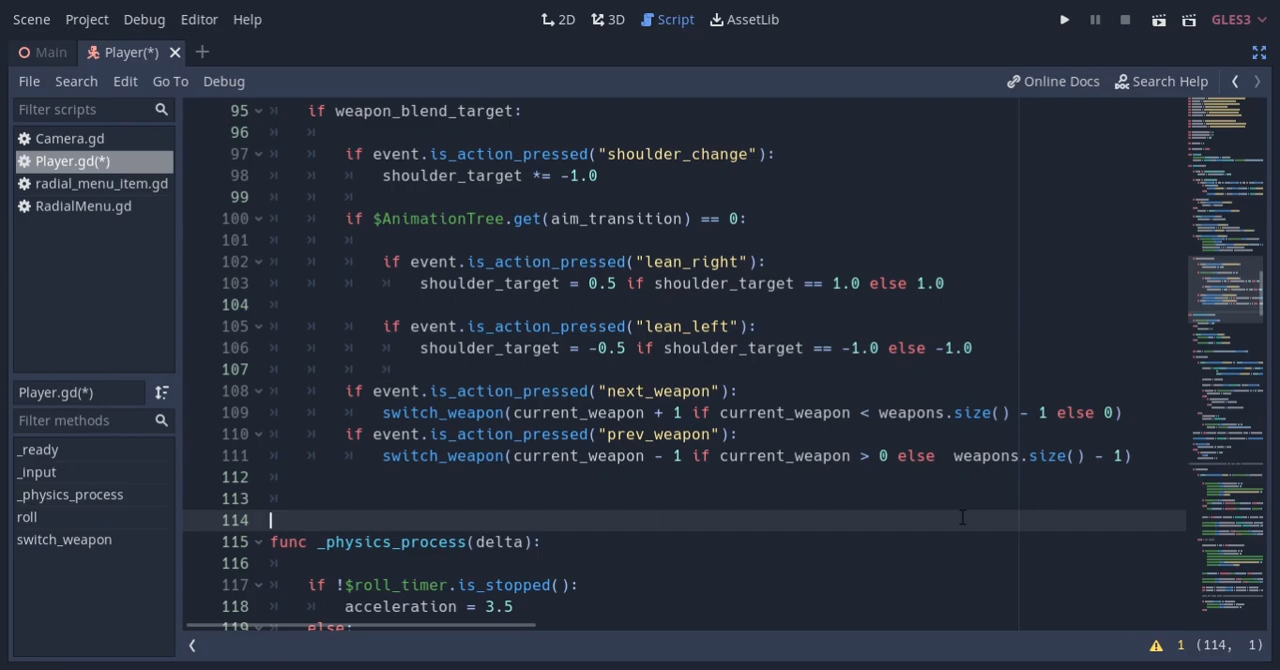 Scene Project Debug Editor Help 2D 3D Script AssetLib GLES3
Main Player(*)
File Search Edit Go To Debug Online Docs Search Help
Filter scripts
Camera.gd
Player.gd(*)
radial_menu_item.gd
RadialMenu.gd
Player.gd(*)
Filter methods
_ready
_input
_physics_process
roll
switch_weapon
95 if weapon_blend_target:
96
97 if event.is_action_pressed("shoulder_change"):
98 shoulder_target *= -1.0
99
100 if $AnimationTree.get(aim_transition) == 0:
101
102 if event.is_action_pressed("lean_right"):
103 shoulder_target = 0.5 if shoulder_target == 1.0 else 1.0
104
105 if event.is_action_pressed("lean_left"):
106 shoulder_target = -0.5 if shoulder_target == -1.0 else -1.0
107
108 if event.is_action_pressed("next_weapon"):
109 switch_weapon(current_weapon + 1 if current_weapon < weapons.size() - 1 else 0)
110 if event.is_action_pressed("prev_weapon"):
111 switch_weapon(current_weapon - 1 if current_weapon > 0 else  weapons.size() - 1)
112
113
114
115 func _physics_process(delta):
116
117 if !$roll_timer.is_stopped():
118 acceleration = 3.5
119 else:
1 (114, 1)